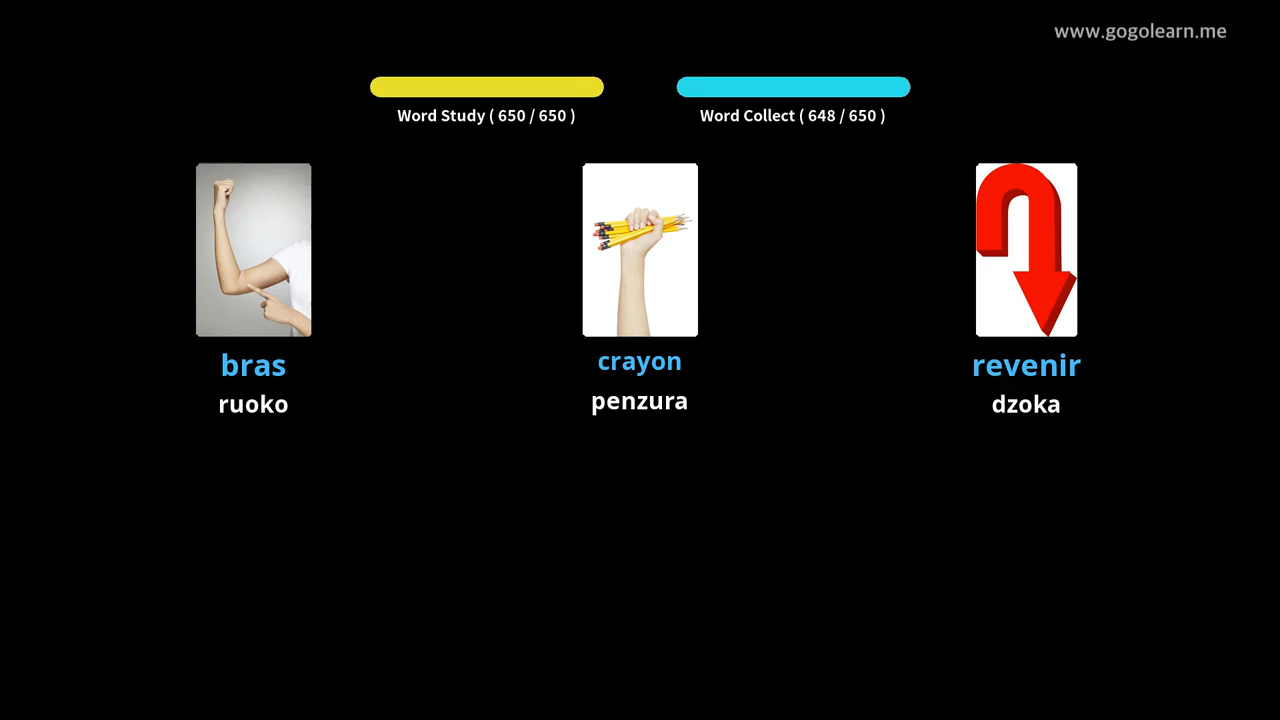 www.gogolearn.me
Word Study ( 650 / 650 )
Word Collect ( 648 / 650 )
bras
crayon
revenir
ruoko
penzura
dzoka